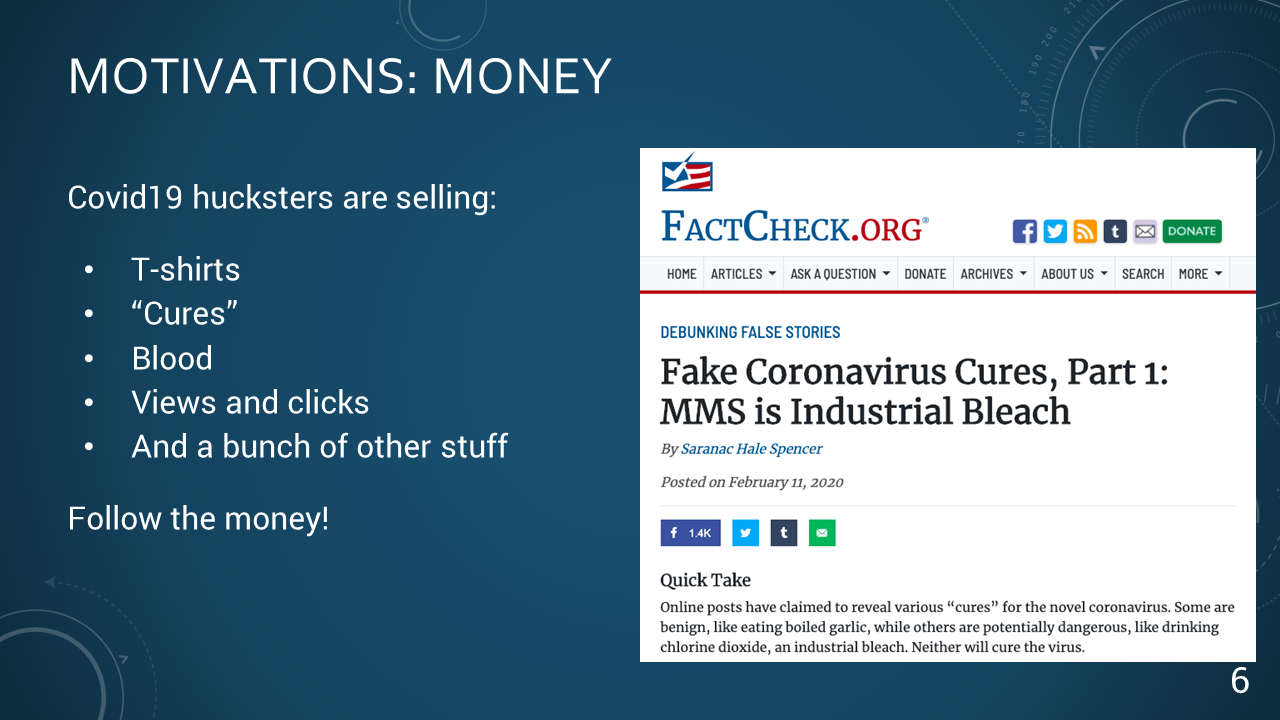 MOTIVATIONS: MONEY
Covid19 hucksters are selling:
• T-shirts
• “Cures”
• Blood
• Views and clicks
• And a bunch of other stuff
Follow the money!
FACTCHECK.ORG®
DONATE
HOME ARTICLES ASK A QUESTION DONATE ARCHIVES ABOUT US SEARCH MORE
DEBUNKING FALSE STORIES
Fake Coronavirus Cures, Part 1:
MMS is Industrial Bleach
By Saranac Hale Spencer
Posted on February 11, 2020
1.4K
Quick Take
Online posts have claimed to reveal various “cures” for the novel coronavirus. Some are
benign, like eating boiled garlic, while others are potentially dangerous, like drinking
chlorine dioxide, an industrial bleach. Neither will cure the virus.
6